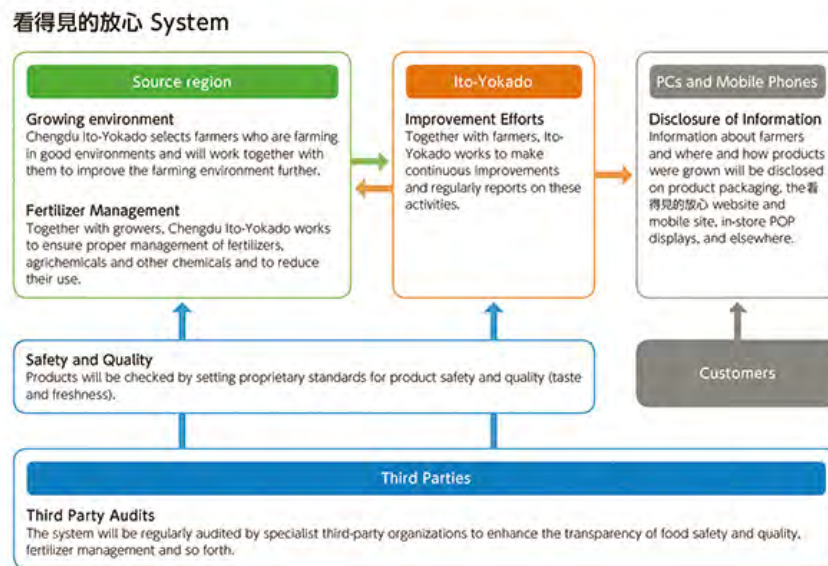 看得見的放心 System
Source region
Growing environment
Chengdu Ito-Yokado selects farmers who are farming
in good environments and will work together with
them to improve the farming environment further.
Fertilizer Management
Together with growers, Chengdu Ito-Yokado works
to ensure proper management of fertilizers,
agrichemicals and other chemicals and to reduce
their use.
Ito-Yokado
Improvement Efforts
Together with farmers, Ito-
Yokado works to make
continuous improvements
and regularly reports on these
activities.
PCs and Mobile Phones
Disclosure of Information
Information about farmers
and where and how products
were grown will be disclosed
on product packaging, the看
得見的放心 website and
mobile site, in-store POP
displays, and elsewhere.
Safety and Quality
Products will be checked by setting proprietary standards for product safety and quality (taste
and freshness).
Customers
Third Parties
Third Party Audits
The system will be regularly audited by specialist third-party organizations to enhance the transparency of food safety and quality,
fertilizer management and so forth.